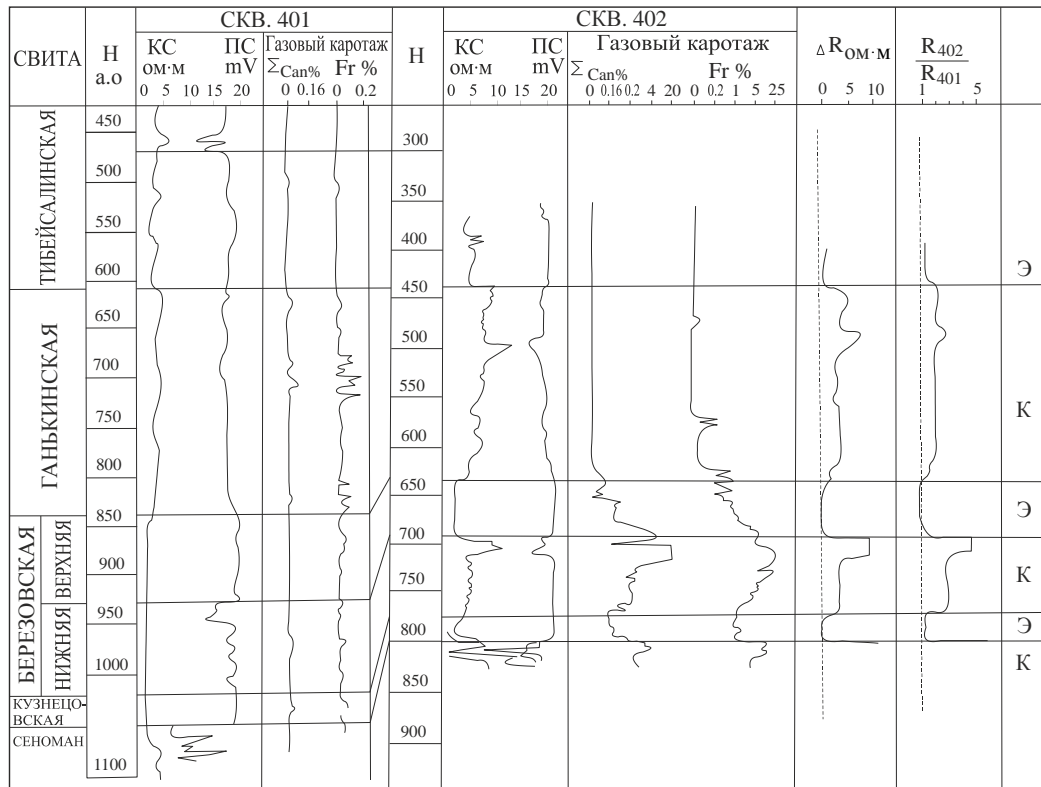 СКВ. 401 СКВ. 402
СВИТА Н а.о КС ом·м ПС mV Газовый каротаж Н КС ом·м ПС mV Газовый каротаж Δ Rом·м R402 / R401
ΣCan% Fr % ΣCan% Fr %
0 5 10 15 20 0 0.16 0 0.2 0 5 10 15 20 0 0.16 0.2 4 20 0 0.2 1 5 25 0 5 10 1 5
ТИБЕЙСАЛИНСКАЯ
ГАНЬКИНСКАЯ
БЕРЕЗОВСКАЯ
ВЕРХНЯЯ
НИЖНЯЯ
КУЗНЕЦО-
ВСКАЯ
СЕНОМАН
450
500
550
600
650
700
750
800
850
900
950
1000
1100
300
350
400
450
500
550
600
650
700
750
800
850
900
Э
К
Э
К
Э
К